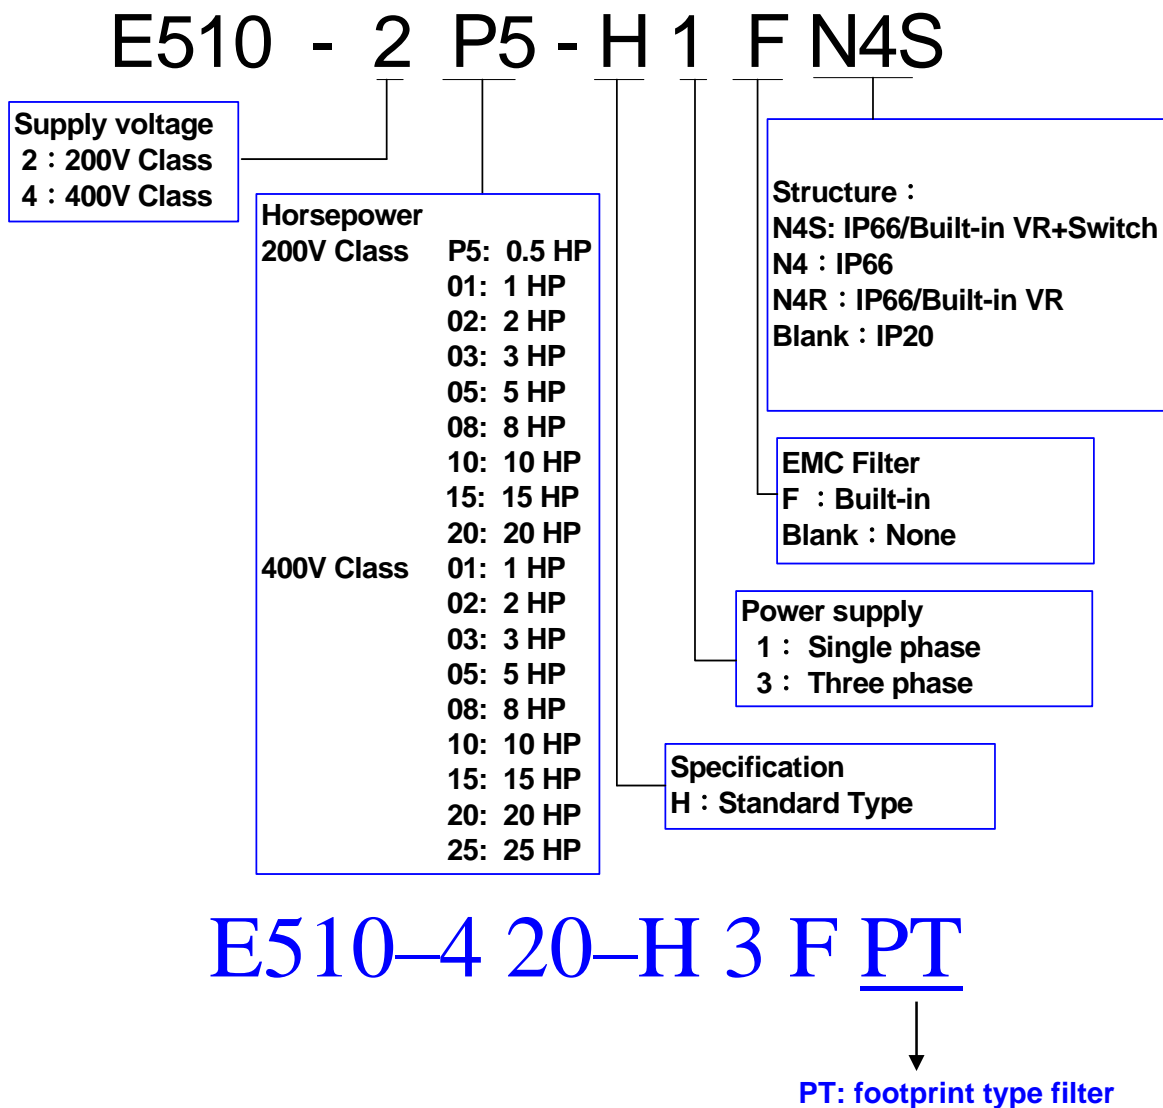 E510 - 2 P5 - H 1 F N4S
Supply voltage
2：200V Class
4：400V Class
Horsepower
200V Class P5: 0.5 HP
01: 1 HP
02: 2 HP
03: 3 HP
05: 5 HP
08: 8 HP
10: 10 HP
15: 15 HP
20: 20 HP
400V Class 01: 1 HP
02: 2 HP
03: 3 HP
05: 5 HP
08: 8 HP
10: 10 HP
15: 15 HP
20: 20 HP
25: 25 HP
Structure：
N4S: IP66/Built-in VR+Switch
N4：IP66
N4R：IP66/Built-in VR
Blank：IP20
EMC Filter
F ：Built-in
Blank：None
Power supply
1： Single phase
3： Three phase
Specification
H：Standard Type
E510–4 20–H 3 F PT
PT: footprint type filter